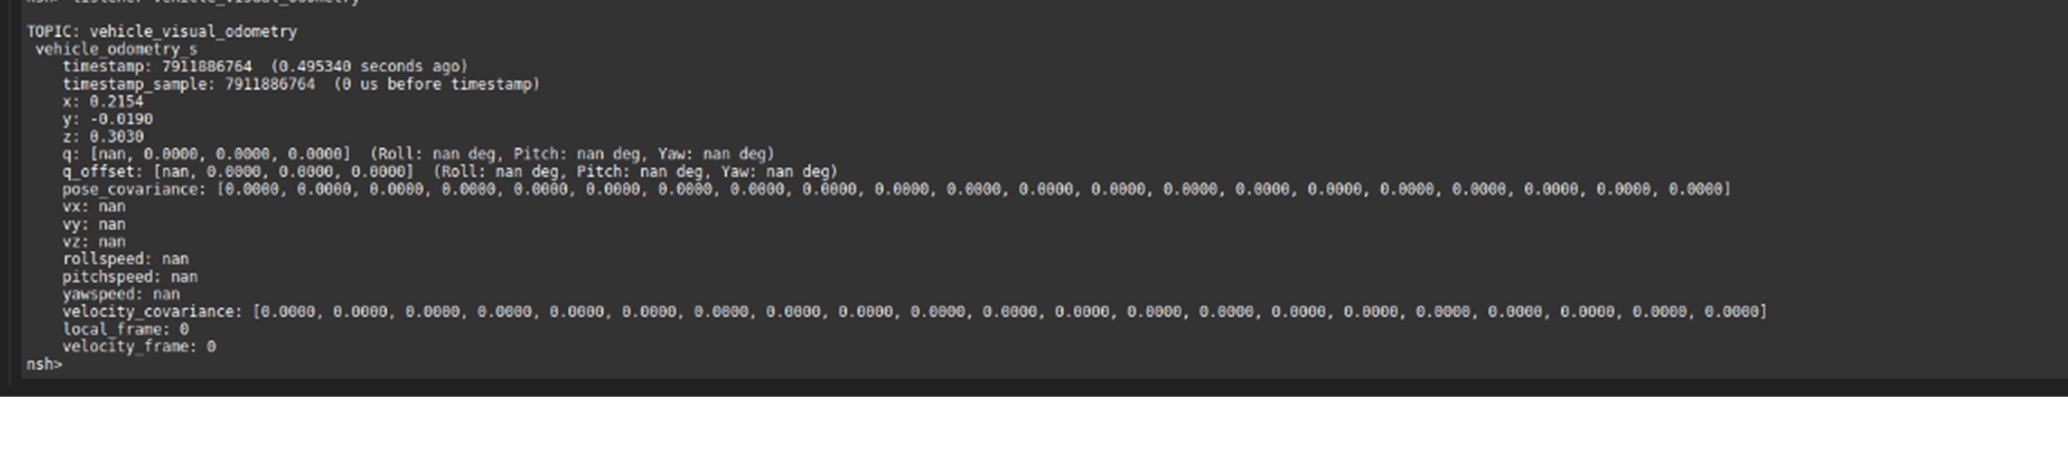 nsh> listener vehicle_visual_odometry
TOPIC: vehicle_visual_odometry
vehicle_odometry_s
timestamp: 7911886764 (0.495340 seconds ago)
timestamp_sample: 7911886764 (0 us before timestamp)
x: 0.2154
y: -0.0190
z: 0.3030
q: [nan, 0.0000, 0.0000, 0.0000] (Roll: nan deg, Pitch: nan deg, Yaw: nan deg)
q_offset: [nan, 0.0000, 0.0000, 0.0000] (Roll: nan deg, Pitch: nan deg, Yaw: nan deg)
pose_covariance: [0.0000, 0.0000, 0.0000, 0.0000, 0.0000, 0.0000, 0.0000, 0.0000, 0.0000, 0.0000, 0.0000, 0.0000, 0.0000, 0.0000, 0.0000, 0.0000, 0.0000, 0.0000, 0.0000, 0.0000, 0.0000]
vx: nan
vy: nan
vz: nan
rollspeed: nan
pitchspeed: nan
yawspeed: nan
velocity_covariance: [0.0000, 0.0000, 0.0000, 0.0000, 0.0000, 0.0000, 0.0000, 0.0000, 0.0000, 0.0000, 0.0000, 0.0000, 0.0000, 0.0000, 0.0000, 0.0000, 0.0000, 0.0000, 0.0000, 0.0000, 0.0000]
local_frame: 0
velocity_frame: 0
nsh>